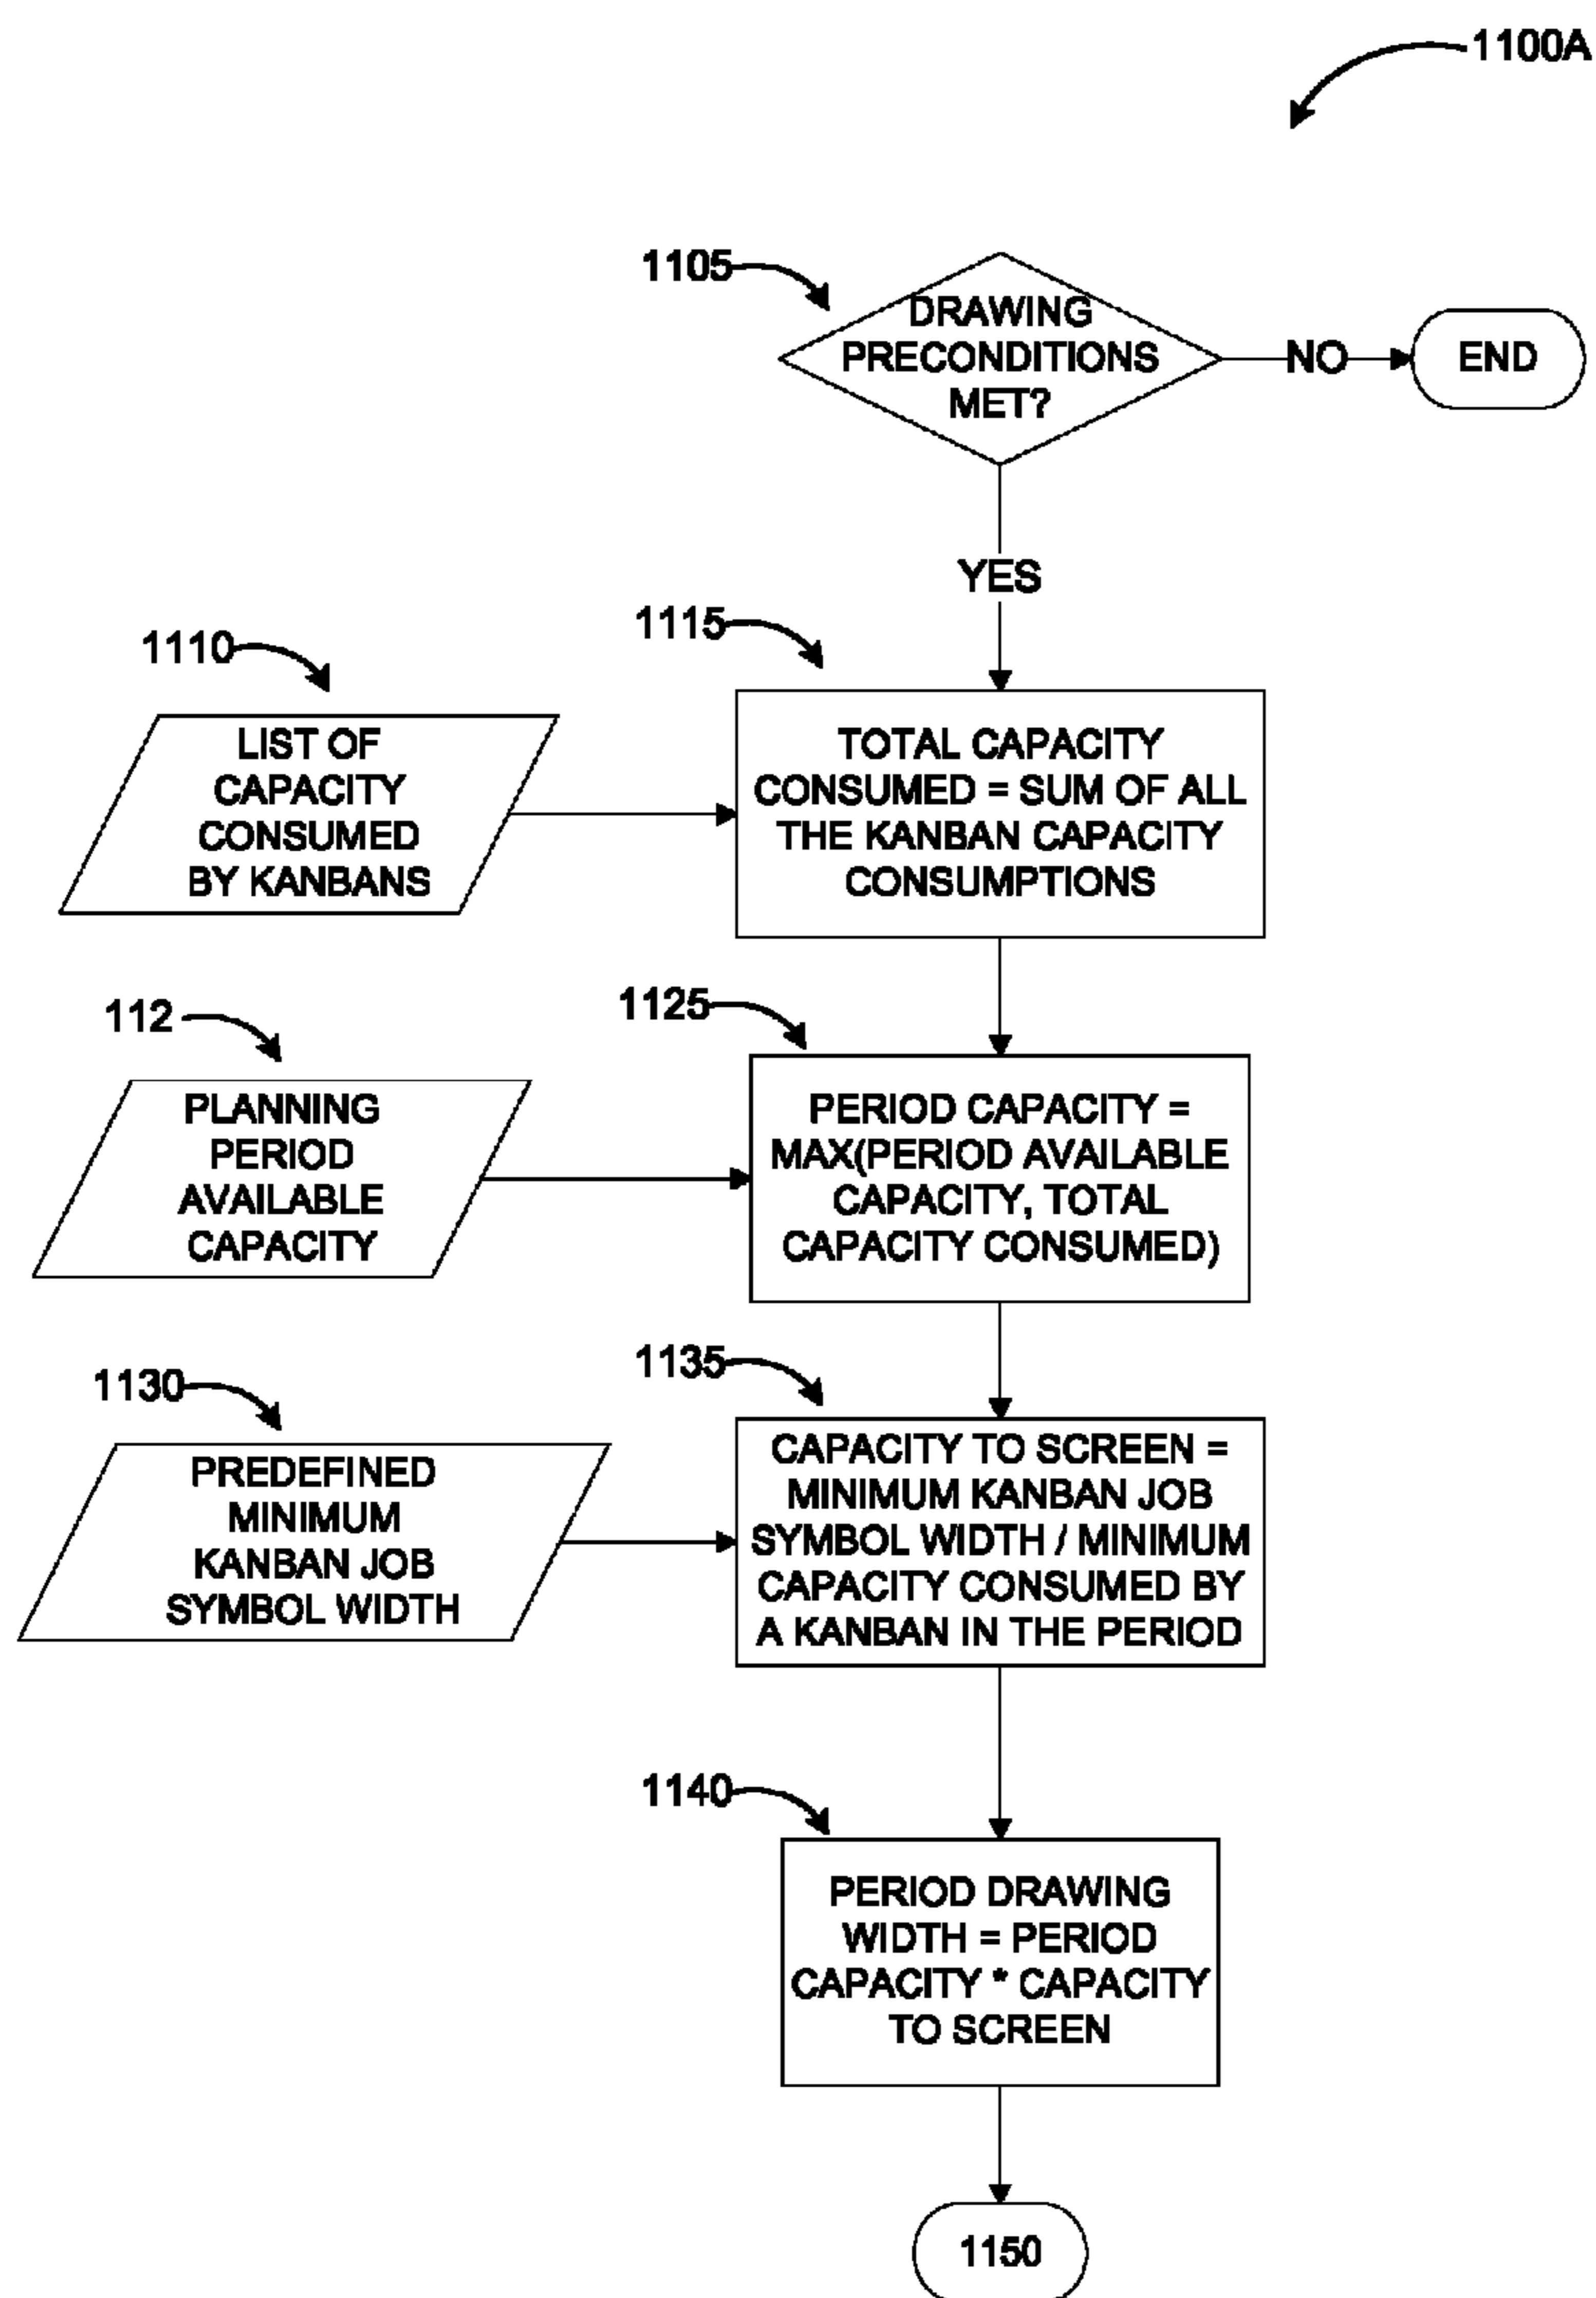 1100A
1105
DRAWING
PRECONDITIONS
MET?
NO
END
YES
1110
1115
LIST OF
CAPACITY
CONSUMED
BY KANBANS
TOTAL CAPACITY
CONSUMED = SUM OF ALL
THE KANBAN CAPACITY
CONSUMPTIONS
112
1125
PLANNING
PERIOD
AVAILABLE
CAPACITY
PERIOD CAPACITY =
MAX(PERIOD AVAILABLE
CAPACITY, TOTAL
CAPACITY CONSUMED)
1130
1135
PREDEFINED
MINIMUM
KANBAN JOB
SYMBOL WIDTH
CAPACITY TO SCREEN =
MINIMUM KANBAN JOB
SYMBOL WIDTH / MINIMUM
CAPACITY CONSUMED BY
A KANBAN IN THE PERIOD
1140
PERIOD DRAWING
WIDTH = PERIOD
CAPACITY * CAPACITY
TO SCREEN
1150